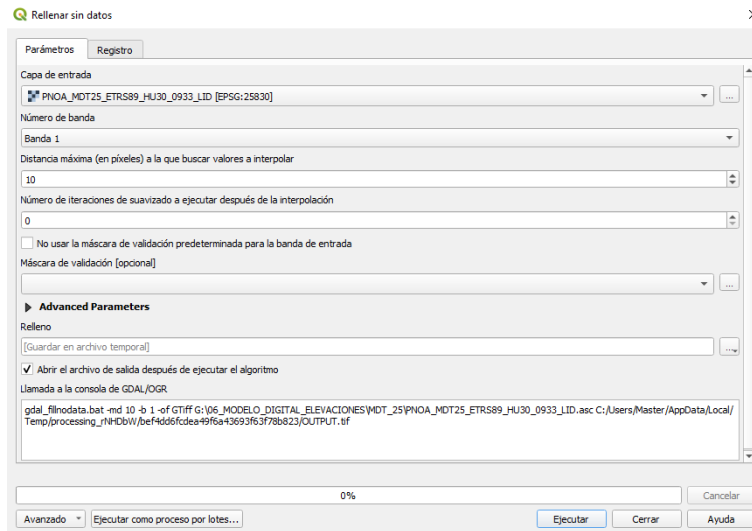 Rellenar sin datos
Parámetros Registro
Capa de entrada
PNOA_MDT25_ETRS89_HU30_0933_LID [EPSG:25830]
...
Número de banda
Banda 1
Distancia máxima (en píxeles) a la que buscar valores a interpolar
10
Número de iteraciones de suavizado a ejecutar después de la interpolación
0
No usar la máscara de validación predeterminada para la banda de entrada
Máscara de validación [opcional]
...
Advanced Parameters
Relleno
[Guardar en archivo temporal]
...
Abrir el archivo de salida después de ejecutar el algoritmo
Llamada a la consola de GDAL/OGR
gdal_fillnodata.bat -md 10 -b 1 -of GTiff G:\06_MODELO_DIGITAL_ELEVACIONES\MDT_25\PNOA_MDT25_ETRS89_HU30_0933_LID.asc C:/Users/Master/AppData/Local/
Temp/processing_rNHDbW/bef4dd6fcdea49f6a43693f63f78b823/OUTPUT.tif
0%
Cancelar
Avanzado Ejecutar como proceso por lotes... Ejecutar Cerrar Ayuda